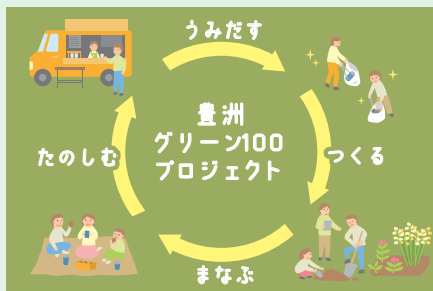 うみだす
豊洲
グリーン100
プロジェクト
たのしむ
つくる
まなぶ